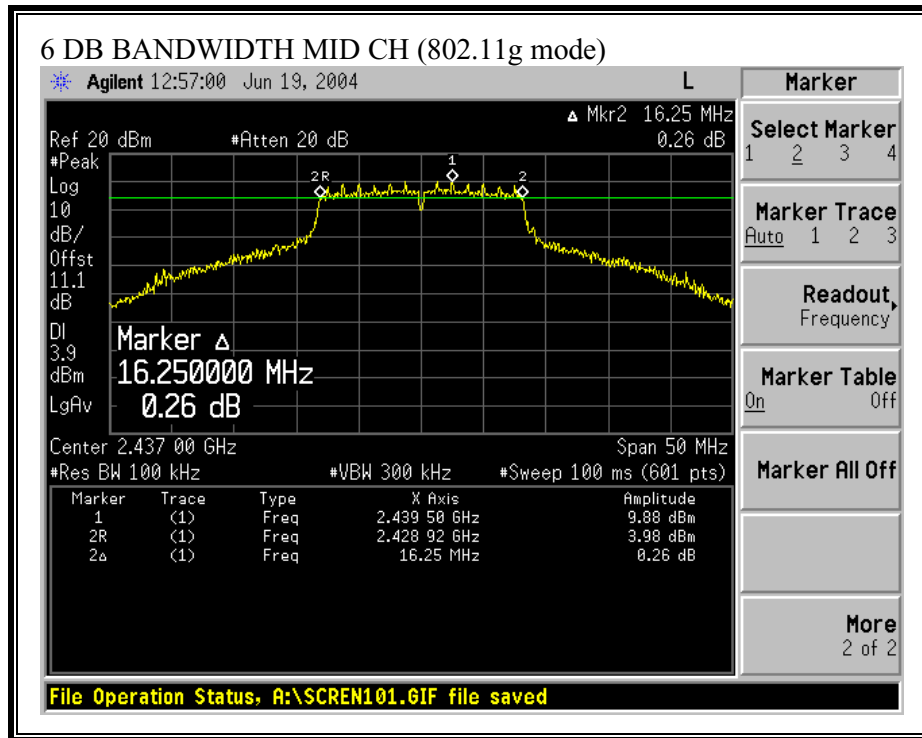 6 DB BANDWIDTH MID CH (802.11g mode)
Agilent 12:57:00 Jun 19, 2004 L
Δ Mkr2 16.25 MHz
Ref 20 dBm #Atten 20 dB 0.26 dB
#Peak
Log
10
dB/
Offst
11.1
dB
DI
3.9
dBm
LgAv
2R
1
2
Marker Δ
16.250000 MHz
0.26 dB
Center 2.437 00 GHz Span 50 MHz
#Res BW 100 kHz #VBW 300 kHz #Sweep 100 ms (601 pts)
Marker Trace Type X Axis Amplitude
1 (1) Freq 2.439 50 GHz 9.88 dBm
2R (1) Freq 2.428 92 GHz 3.98 dBm
2Δ (1) Freq 16.25 MHz 0.26 dB
Marker
Select Marker
1 2 3 4
Marker Trace
Auto 1 2 3
Readout
Frequency
Marker Table
On Off
Marker All Off
More
2 of 2
File Operation Status, A:\SCREN101.GIF file saved